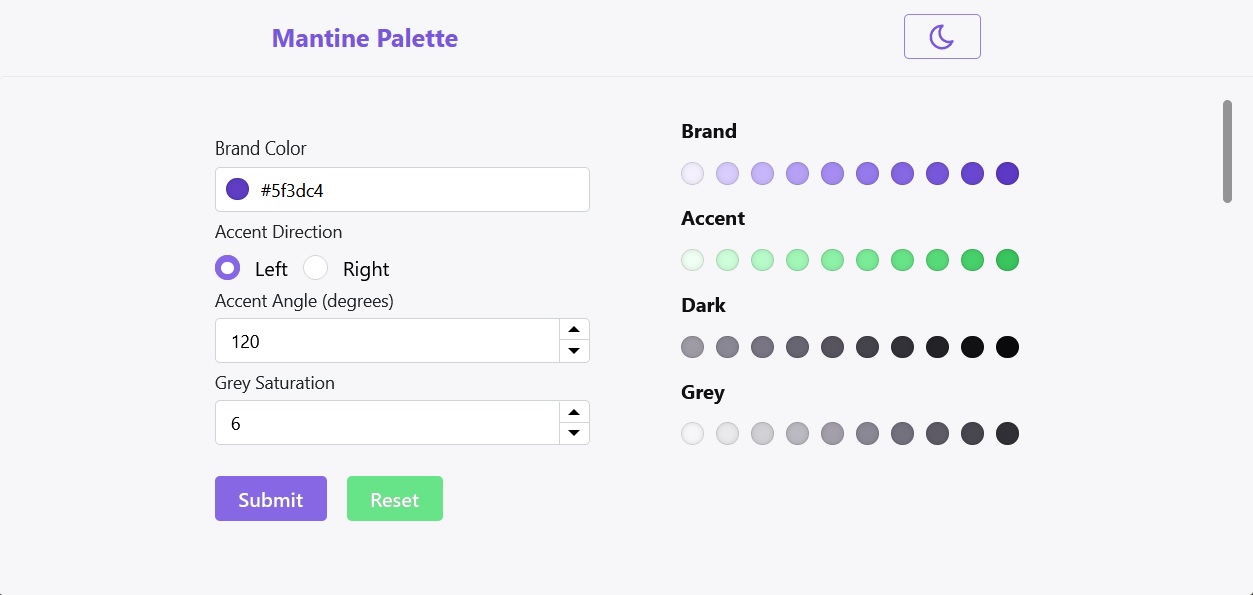 Mantine Palette
Brand Color
#5f3dc4
Accent Direction
Left Right
Accent Angle (degrees)
120
Grey Saturation
6
Submit Reset
Brand
Accent
Dark
Grey